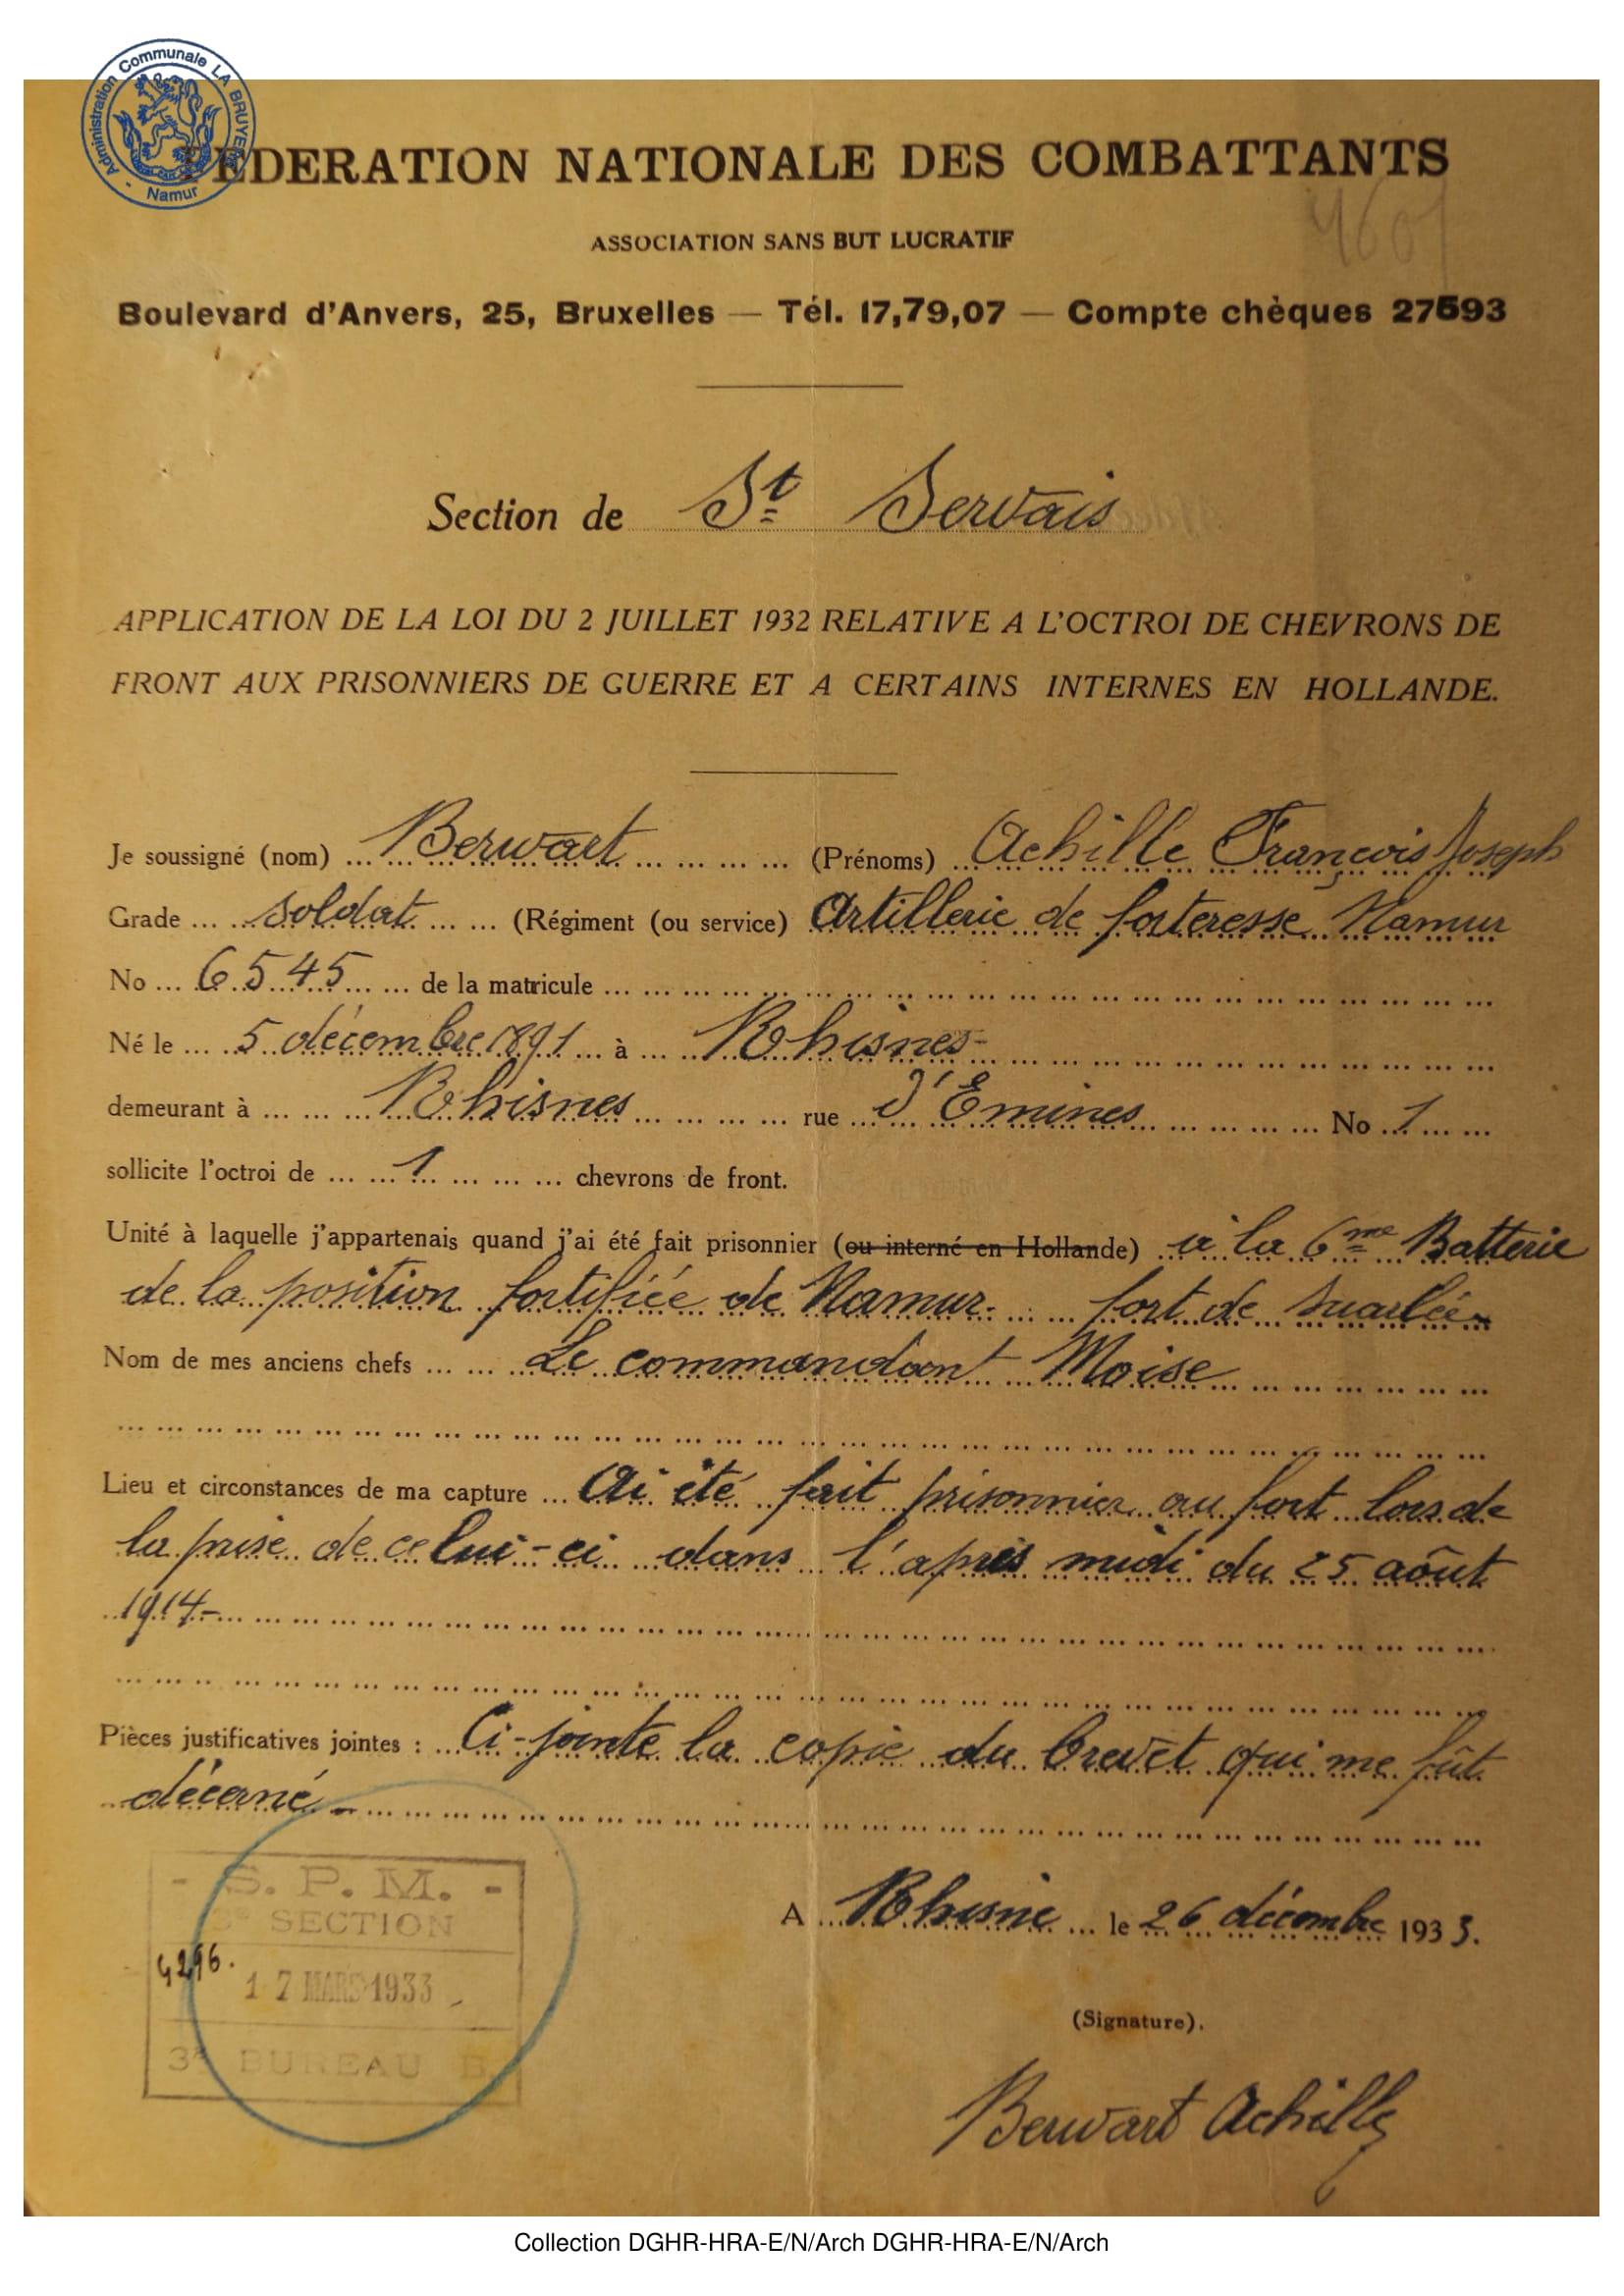 Administration Communale LA BRUYERE - Namur
FEDERATION NATIONALE DES COMBATTANTS
4601
ASSOCIATION SANS BUT LUCRATIF
Boulevard d'Anvers, 25, Bruxelles — Tél. 17,79,07 — Compte chèques 27593
Section de St Servais
APPLICATION DE LA LOI DU 2 JUILLET 1932 RELATIVE A L'OCTROI DE CHEVRONS DE
FRONT AUX PRISONNIERS DE GUERRE ET A CERTAINS INTERNES EN HOLLANDE.
Je soussigné (nom) ... Berwart ... (Prénoms) ... Achille François Joseph
Grade ... soldat ... (Régiment (ou service) Artillerie de forteresse Namur
No ... 6545 ... de la matricule ...
Né le ... 5 décembre 1891 ... à ... Rhisnes-
demeurant à ... Rhisnes ... rue ... d'Emines ... No 1 ...
sollicite l'octroi de ... 1 ... chevrons de front.
Unité à laquelle j'appartenais quand j'ai été fait prisonnier (ou interné en Hollande) à la 6me Batterie
de la position fortifiée de Namur. ... fort de Suarlée-
Nom de mes anciens chefs ... Le commandant Moise
Lieu et circonstances de ma capture ... Ai été fait prisonnier au fort lors de
la prise de celui-ci dans l'après midi du 25 aôut
1914-
Pièces justificatives jointes : ... Ci-jointe la copie du brevet qui me fût
décerné -
- S. P. M. -
3e SECTION
4296.
17 MARS 1933
3e BUREAU B
A ... Rhisne ... le 26 décembre 1933.
(Signature).
Berwart Achille
Collection DGHR-HRA-E/N/Arch DGHR-HRA-E/N/Arch